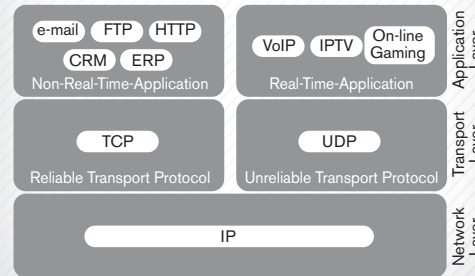 e-mail FTP HTTP
CRM ERP
Non-Real-Time-Application
VoIP IPTV On-line
Gaming
Real-Time-Application
Application
Layer
TCP
Reliable Transport Protocol
UDP
Unreliable Transport Protocol
Transport
Layer
IP
Network
Layer